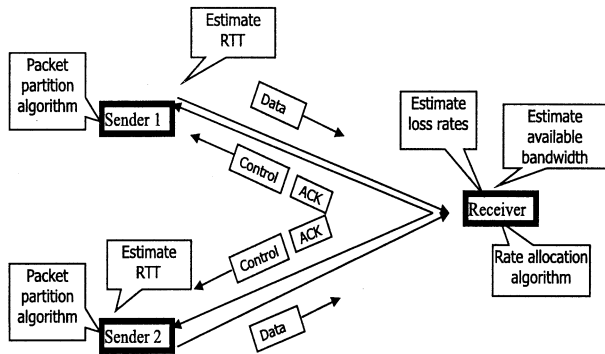 Estimate
RTT
Packet
partition
algorithm
Sender 1
Data
Estimate
loss rates
Estimate
available
bandwidth
Control
ACK
Receiver
ACK
Control
Estimate
RTT
Packet
partition
algorithm
Rate allocation
algorithm
Sender 2
Data